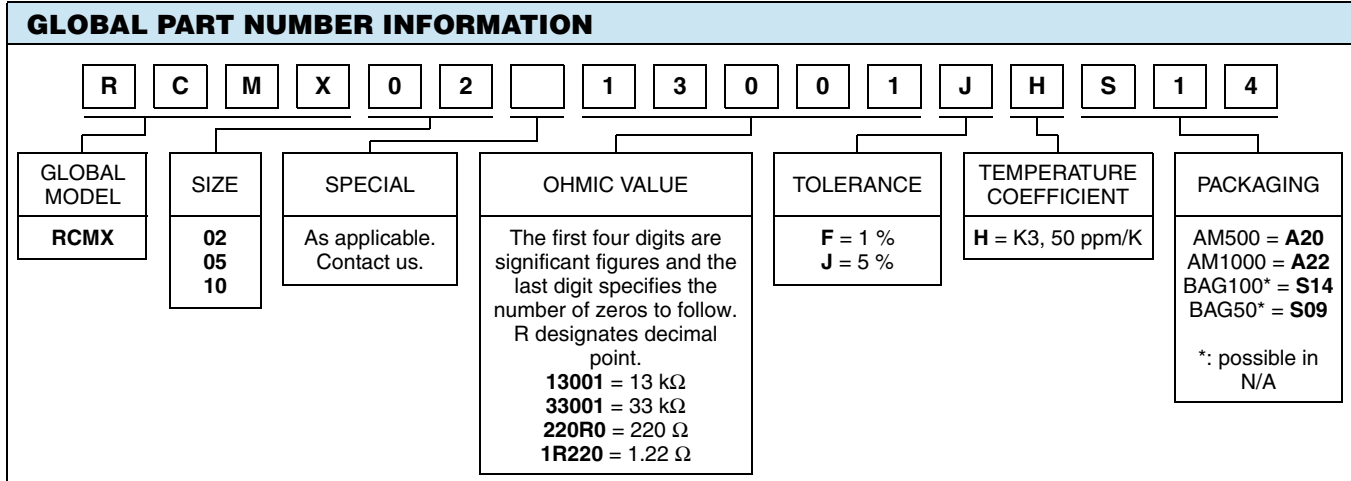 GLOBAL PART NUMBER INFORMATION
R C M X 0 2 1 3 0 0 1 J H S 1 4
GLOBAL
MODEL
RCMX
SIZE
02
05
10
SPECIAL
As applicable.
Contact us.
OHMIC VALUE
The first four digits are
significant figures and the
last digit specifies the
number of zeros to follow.
R designates decimal
point.
13001 = 13 kΩ
33001 = 33 kΩ
220R0 = 220 Ω
1R220 = 1.22 Ω
TOLERANCE
F = 1 %
J = 5 %
TEMPERATURE
COEFFICIENT
H = K3, 50 ppm/K
PACKAGING
AM500 = A20
AM1000 = A22
BAG100* = S14
BAG50* = S09
*: possible in
N/A